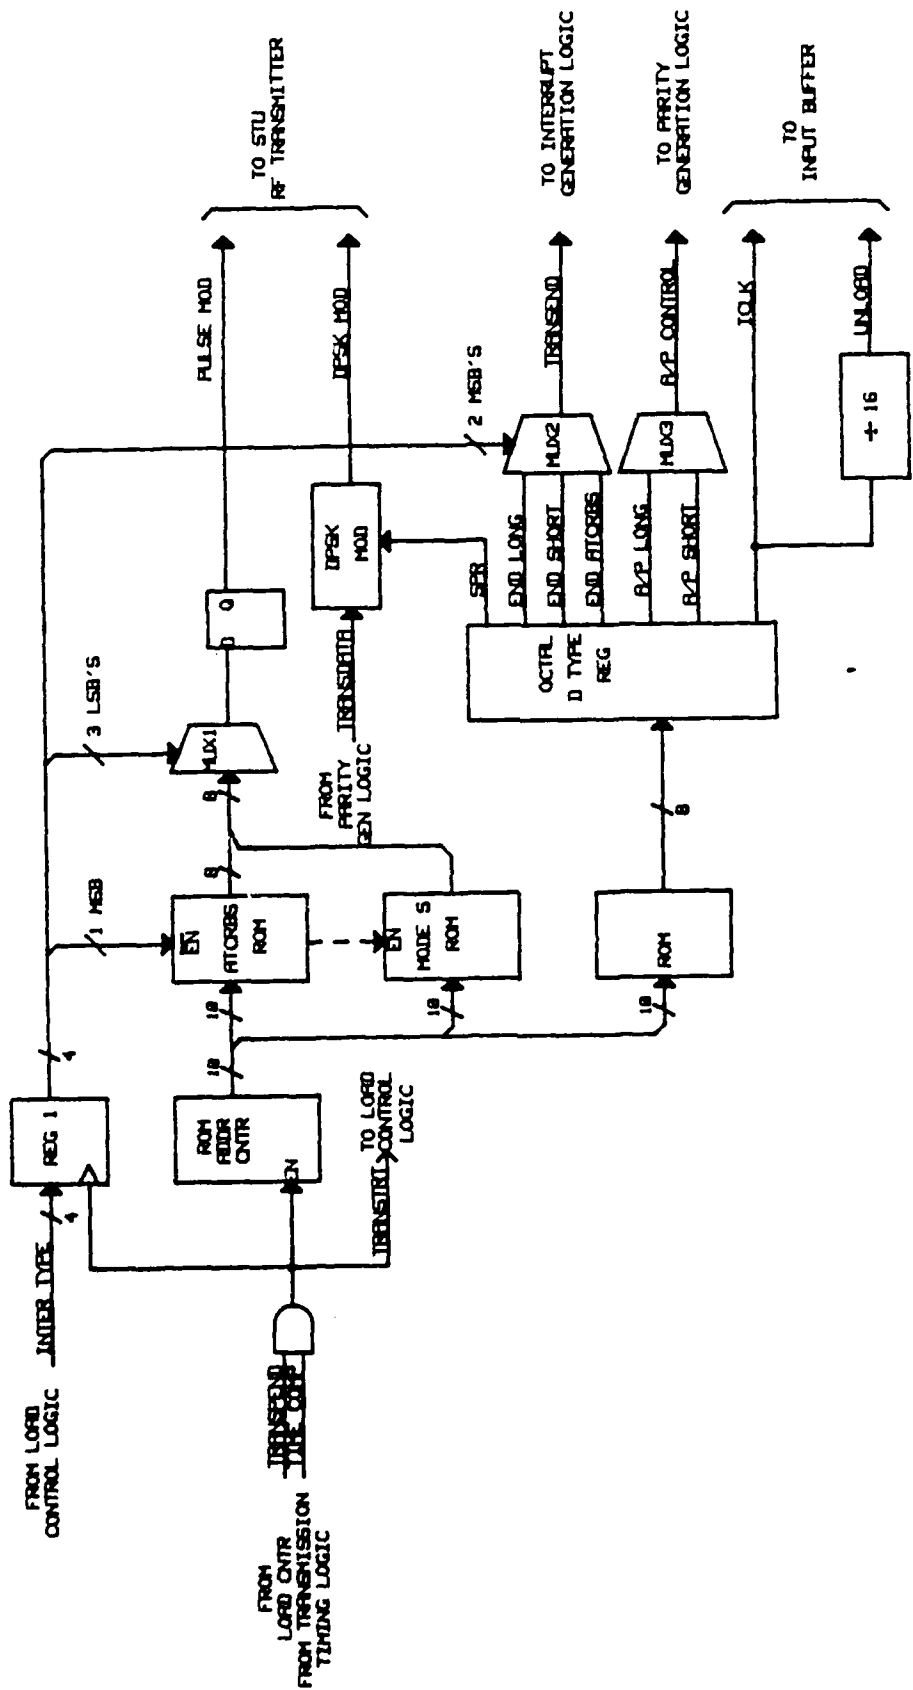 FROM LOAD
CONTROL LOGIC
INTER TYPE
4
REG 1
4
1 MSB
3 LSB'S
2 MSB'S
FROM
LOAD CNTR
FROM TRANSMISSION
TIMING LOGIC
TRANSPEND
TIME COMP
TRANSTRT
TO LOAD
CONTROL
LOGIC
ROM
ADDR
CNTR
EN
10
10
10
10
EN
ATCRBS
ROM
EN
MODE S
ROM
ROM
8
8
8
MUX1
D Q
PULSE MOD
FROM
PARITY
GEN LOGIC
TRANSDATA
DPSK
MOD
DPSK MOD
TO STU
RF TRANSMITTER
OCTAL
D TYPE
REG
SPR
END LONG
END SHORT
END ATCRBS
A/P LONG
A/P SHORT
MUX2
MUX3
TRANSEND
A/P CONTROL
ICLK
÷ 16
UNLOAD
TO INTERRUPT
GENERATION LOGIC
TO PARITY
GENERATION LOGIC
TO
INPUT BUFFER